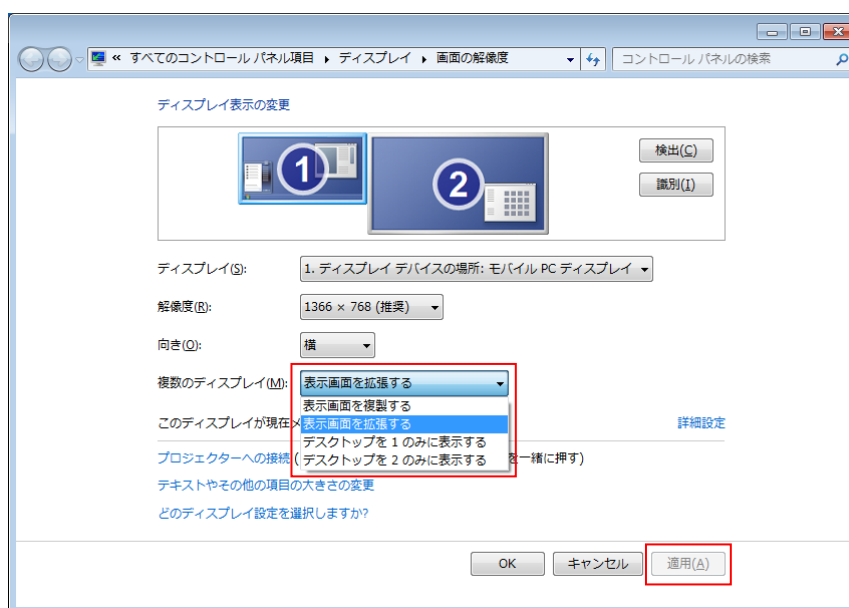 « すべてのコントロール パネル項目 ▸ ディスプレイ ▸ 画面の解像度 コントロール パネルの検索
ディスプレイ表示の変更
1
2
検出(C)
識別(I)
ディスプレイ(S): 1. ディスプレイ デバイスの場所: モバイル PC ディスプレイ
解像度(R): 1366 × 768 (推奨)
向き(O): 横
複数のディスプレイ(M): 表示画面を拡張する
表示画面を複製する
このディスプレイが現在メ 表示画面を拡張する 詳細設定
デスクトップを 1 のみに表示する
プロジェクターへの接続 ( デスクトップを 2 のみに表示する を一緒に押す)
テキストやその他の項目の大きさの変更
どのディスプレイ設定を選択しますか?
OK キャンセル 適用(A)